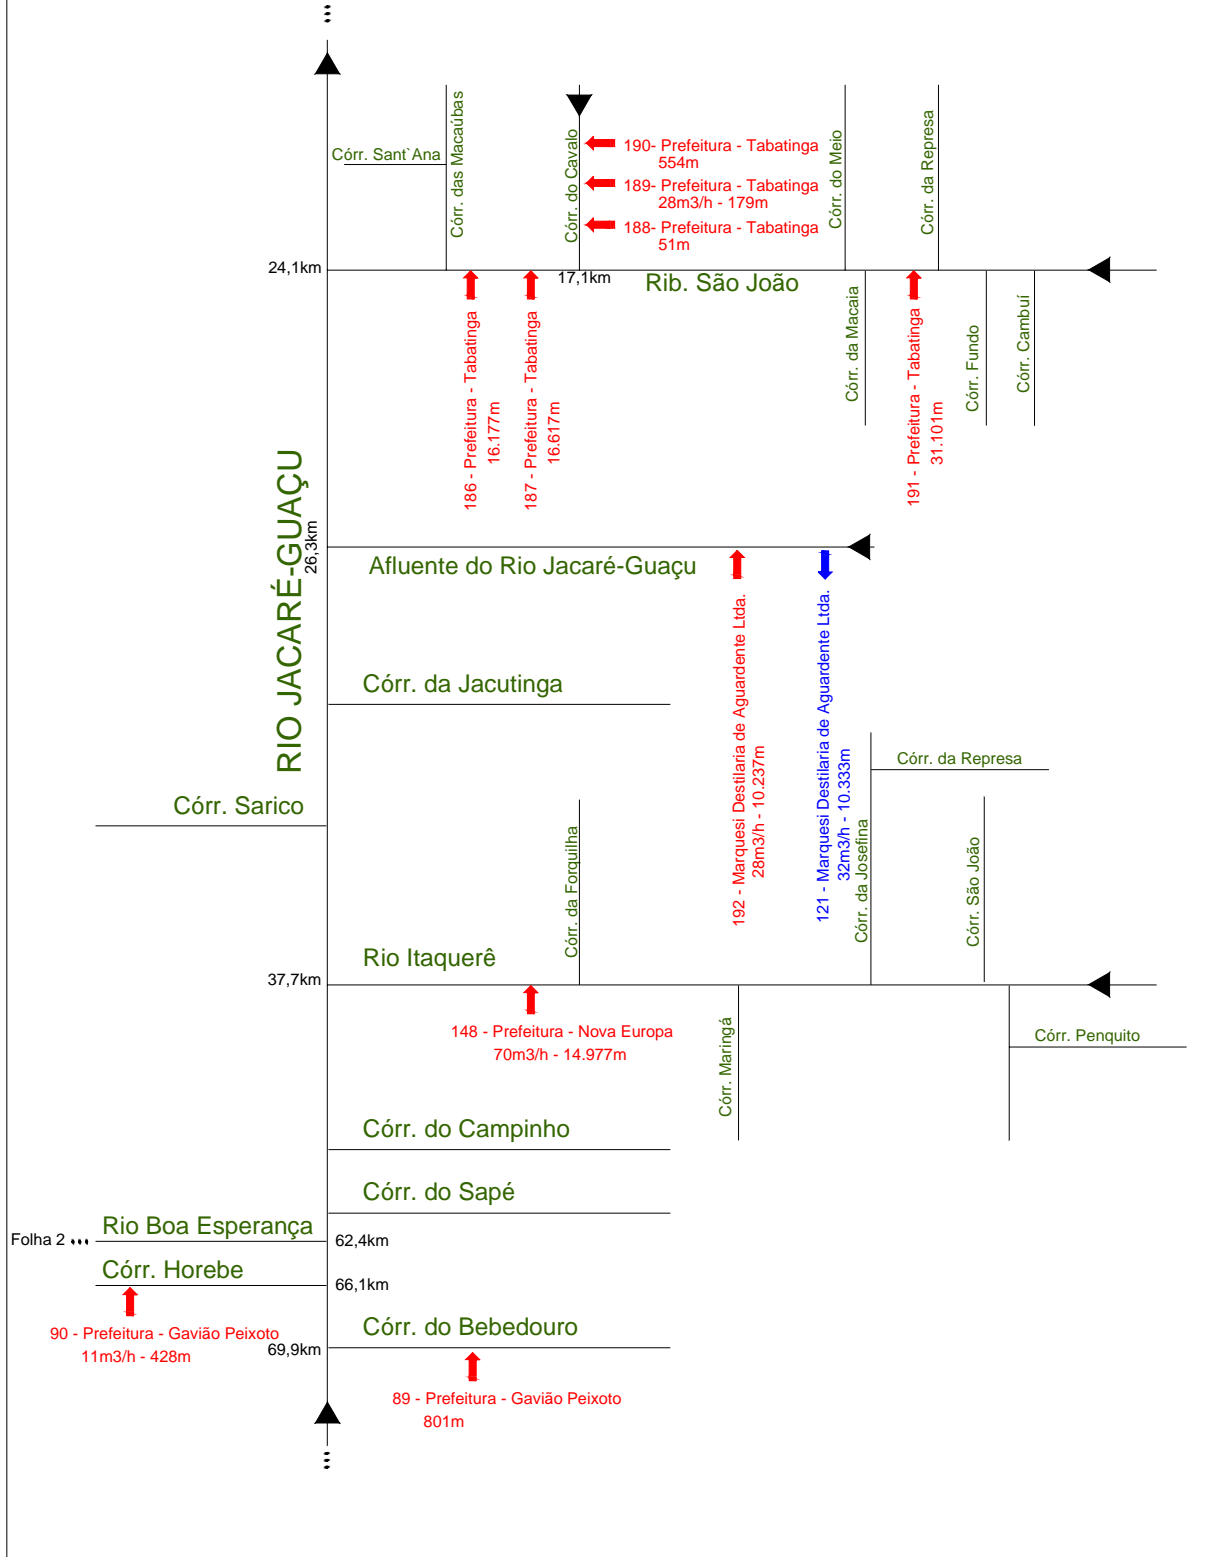 Córr. Sant`Ana
Córr. das Macaúbas
Córr. do Cavalo
190- Prefeitura - Tabatinga
554m
189- Prefeitura - Tabatinga
28m3/h - 179m
188- Prefeitura - Tabatinga
51m
Córr. do Meio
Córr. da Represa
24,1km
17,1km
Rib. São João
186 - Prefeitura - Tabatinga
16.177m
187 - Prefeitura - Tabatinga
16.617m
Córr. da Macaia
191 - Prefeitura - Tabatinga
31.101m
Córr. Fundo
Córr. Cambuí
RIO JACARÉ-GUAÇU
26,3km
Afluente do Rio Jacaré-Guaçu
192 - Marquesi Destilaria de Aguardente Ltda.
28m3/h - 10.237m
121 - Marquesi Destilaria de Aguardente Ltda.
32m3/h - 10.333m
Córr. da Jacutinga
Córr. Sarico
Córr. da Forquilha
Córr. da Josefina
Córr. da Represa
Córr. São João
Rio Itaquerê
37,7km
148 - Prefeitura - Nova Europa
70m3/h - 14.977m
Córr. Maringá
Córr. Penquito
Córr. do Campinho
Córr. do Sapé
Folha 2
Rio Boa Esperança
62,4km
Córr. Horebe
66,1km
90 - Prefeitura - Gavião Peixoto
11m3/h - 428m
Córr. do Bebedouro
69,9km
89 - Prefeitura - Gavião Peixoto
801m